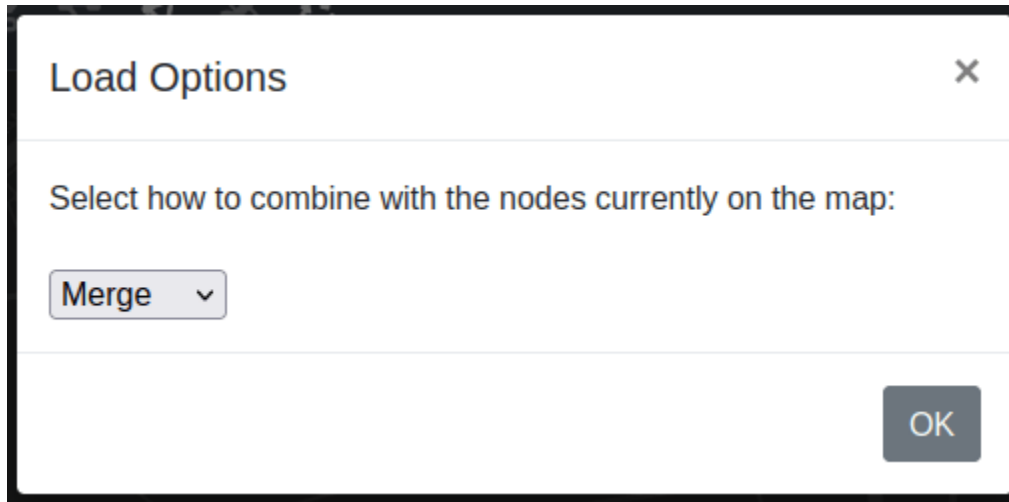 Load Options
×
Select how to combine with the nodes currently on the map:
Merge
OK